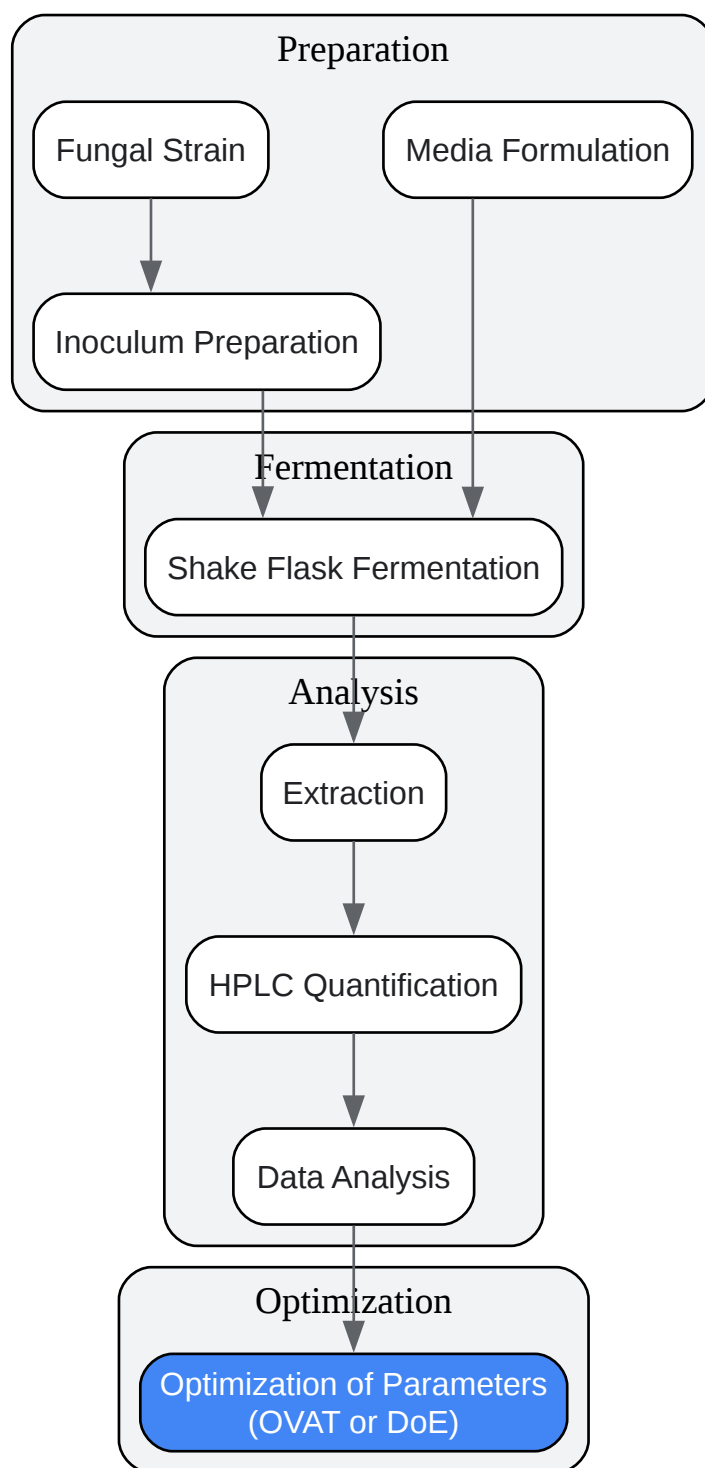 Preparation
Fungal Strain
Media Formulation
Inoculum Preparation
Fermentation
Shake Flask Fermentation
Analysis
Extraction
HPLC Quantification
Data Analysis
Optimization
Optimization of Parameters
(OVAT or DoE)